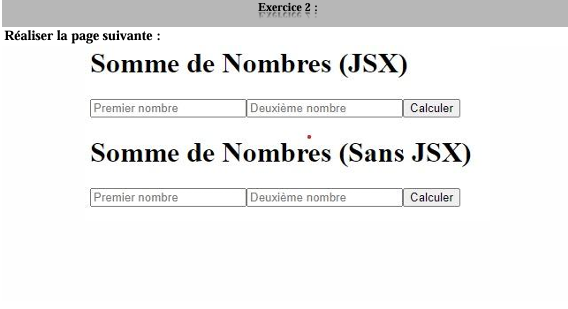 Exercice 2 :
Réaliser la page suivante :
Somme de Nombres (JSX)
Premier nombre Deuxième nombre Calculer
Somme de Nombres (Sans JSX)
Premier nombre Deuxième nombre Calculer